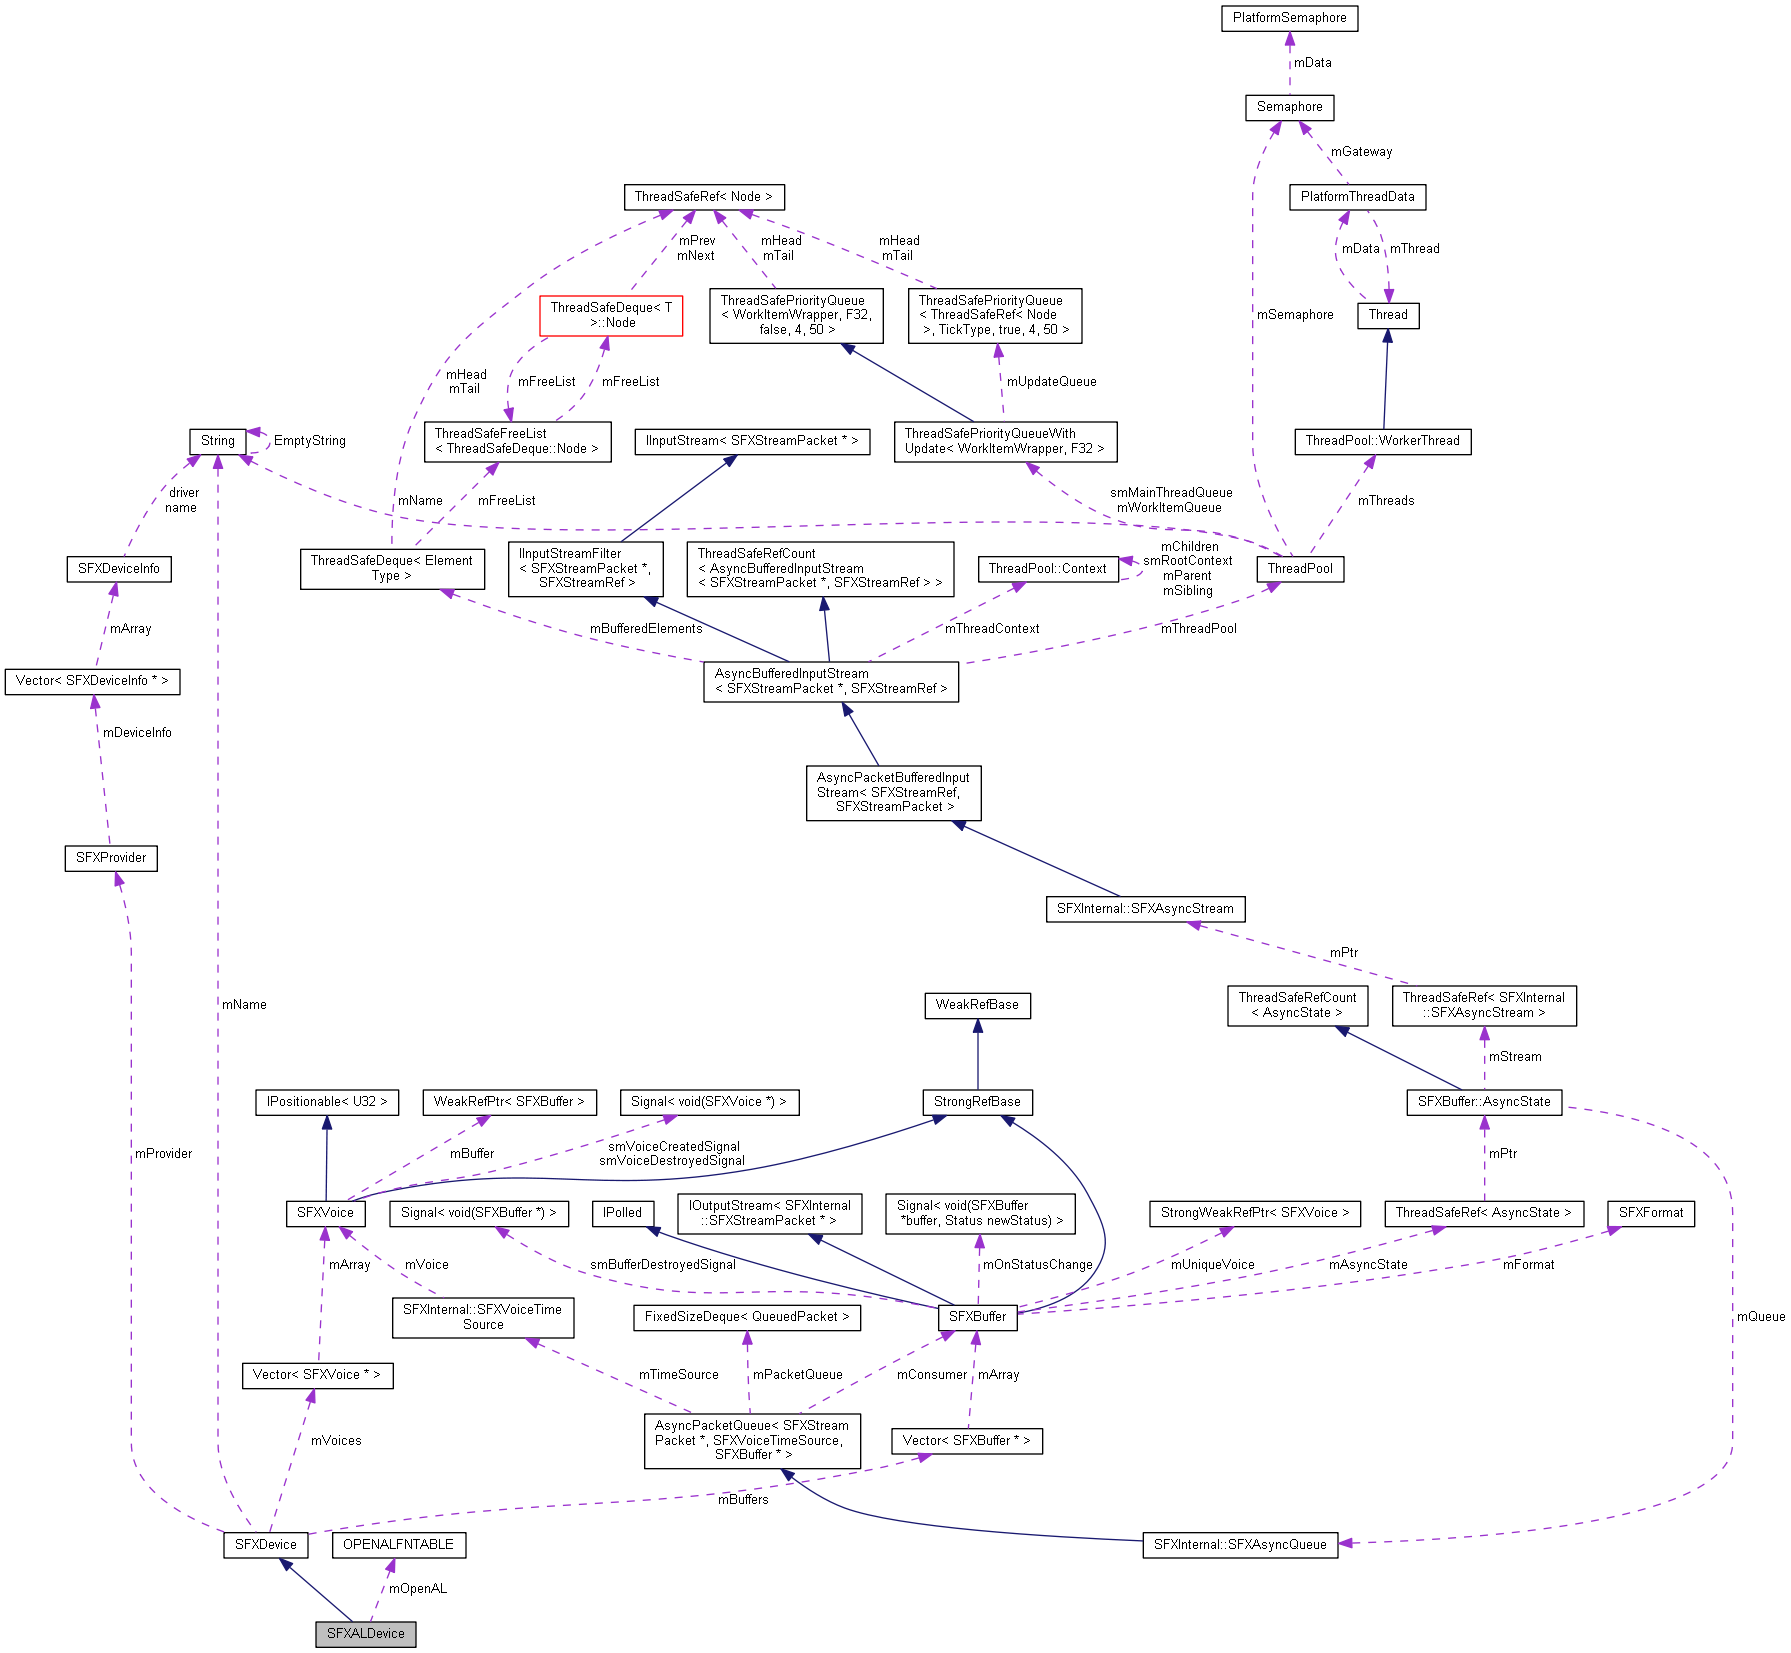 PlatformSemaphore
mData
Semaphore
mGateway
ThreadSafeRef< Node >
PlatformThreadData
mPrev
mNext
mHead
mTail
mHead
mTail
mData
mThread
ThreadSafeDeque< T
>::Node
ThreadSafePriorityQueue
< WorkItemWrapper, F32,
false, 4, 50 >
ThreadSafePriorityQueue
< ThreadSafeRef< Node
>, TickType, true, 4, 50 >
mSemaphore
Thread
mHead
mTail
mFreeList
mFreeList
mUpdateQueue
String
EmptyString
ThreadSafeFreeList
< ThreadSafeDeque::Node >
IInputStream< SFXStreamPacket * >
ThreadSafePriorityQueueWith
Update< WorkItemWrapper, F32 >
ThreadPool::WorkerThread
driver
name
mName
mFreeList
smMainThreadQueue
mWorkItemQueue
mThreads
SFXDeviceInfo
ThreadSafeDeque< Element
Type >
IInputStreamFilter
< SFXStreamPacket *,
SFXStreamRef >
ThreadSafeRefCount
< AsyncBufferedInputStream
< SFXStreamPacket *, SFXStreamRef > >
ThreadPool::Context
mChildren
smRootContext
mParent
mSibling
ThreadPool
mArray
mBufferedElements
mThreadContext
mThreadPool
Vector< SFXDeviceInfo * >
AsyncBufferedInputStream
< SFXStreamPacket *, SFXStreamRef >
mDeviceInfo
AsyncPacketBufferedInput
Stream< SFXStreamRef,
SFXStreamPacket >
SFXProvider
SFXInternal::SFXAsyncStream
mPtr
mName
WeakRefBase
ThreadSafeRefCount
< AsyncState >
ThreadSafeRef< SFXInternal
::SFXAsyncStream >
mStream
IPositionable< U32 >
WeakRefPtr< SFXBuffer >
Signal< void(SFXVoice *) >
StrongRefBase
SFXBuffer::AsyncState
mProvider
mBuffer
smVoiceCreatedSignal
smVoiceDestroyedSignal
mPtr
SFXVoice
Signal< void(SFXBuffer *) >
IPolled
IOutputStream< SFXInternal
::SFXStreamPacket * >
Signal< void(SFXBuffer
*buffer, Status newStatus) >
StrongWeakRefPtr< SFXVoice >
ThreadSafeRef< AsyncState >
SFXFormat
mArray
mVoice
smBufferDestroyedSignal
mOnStatusChange
mUniqueVoice
mAsyncState
mFormat
SFXInternal::SFXVoiceTime
Source
FixedSizeDeque< QueuedPacket >
SFXBuffer
mQueue
Vector< SFXVoice * >
mTimeSource
mPacketQueue
mConsumer
mArray
mVoices
AsyncPacketQueue< SFXStream
Packet *, SFXVoiceTimeSource,
SFXBuffer * >
Vector< SFXBuffer * >
mBuffers
SFXDevice
OPENALFNTABLE
SFXInternal::SFXAsyncQueue
mOpenAL
SFXALDevice